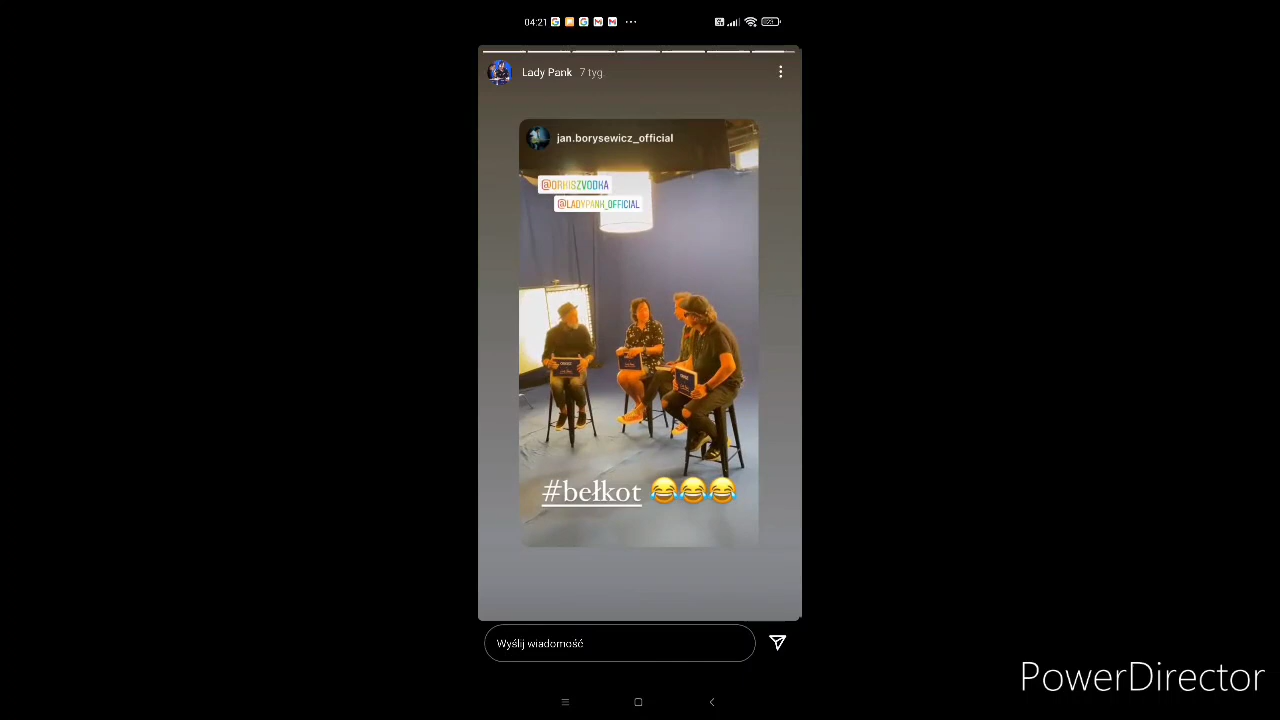 04:21
Lady Pank 7 tyg.
jan.borysewicz_official
@ORKISZVODKA
@LADYPANK_OFFICIAL
#bełkot 😂😂😂
Wyślij wiadomość
PowerDirector